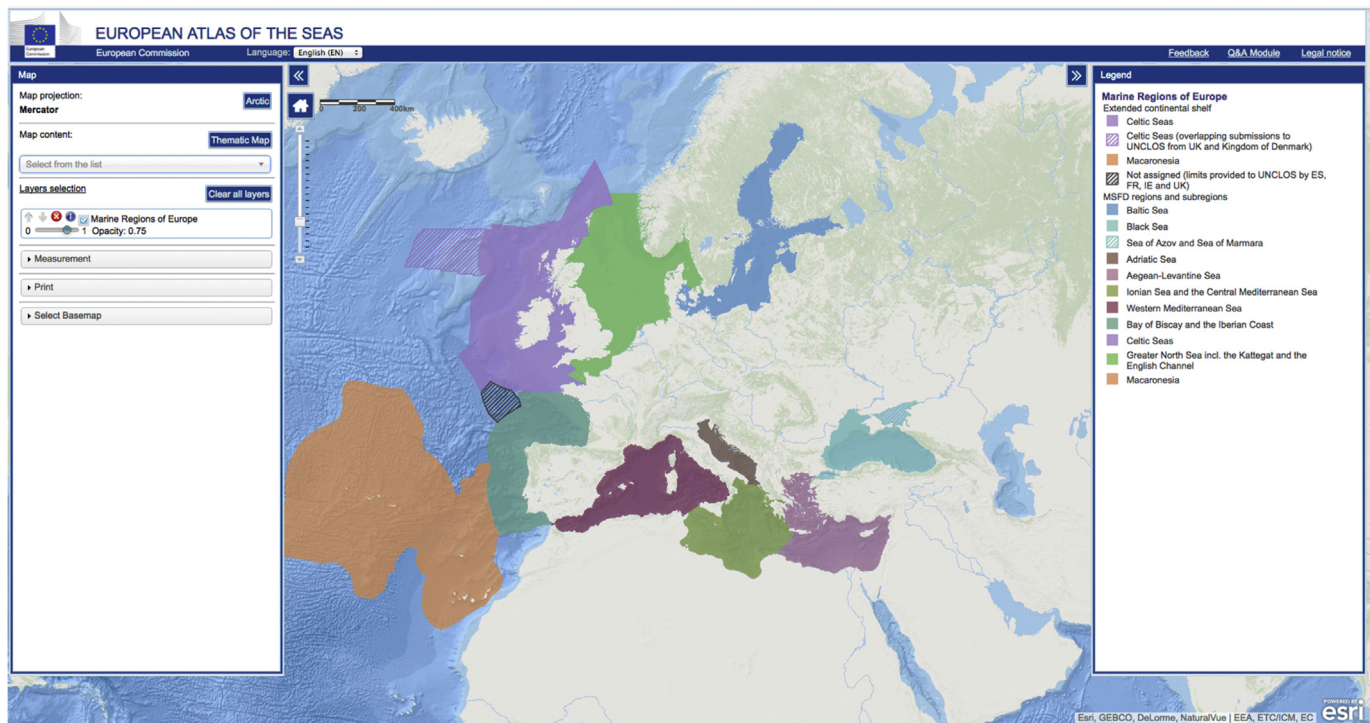 EUROPEAN ATLAS OF THE SEAS
European
Commission
European Commission
Language: English (EN)
Feedback Q&A Module Legal notice
Map
Map projection:
Mercator
Arctic
Map content:
Thematic Map
Select from the list
Layers selection
Clear all layers
Marine Regions of Europe
0 1 Opacity: 0.75
Measurement
Print
Select Basemap
0 200 400km
Legend
Marine Regions of Europe
Extended continental shelf
Celtic Seas
Celtic Seas (overlapping submissions to
UNCLOS from UK and Kingdom of Denmark)
Macaronesia
Not assigned (limits provided to UNCLOS by ES,
FR, IE and UK)
MSFD regions and subregions
Baltic Sea
Black Sea
Sea of Azov and Sea of Marmara
Adriatic Sea
Aegean-Levantine Sea
Ionian Sea and the Central Mediterranean Sea
Western Mediterranean Sea
Bay of Biscay and the Iberian Coast
Celtic Seas
Greater North Sea incl. the Kattegat and the
English Channel
Macaronesia
Esri, GEBCO, DeLorme, NaturalVue | EEA, ETC/ICM, EC
POWERED BY
esri